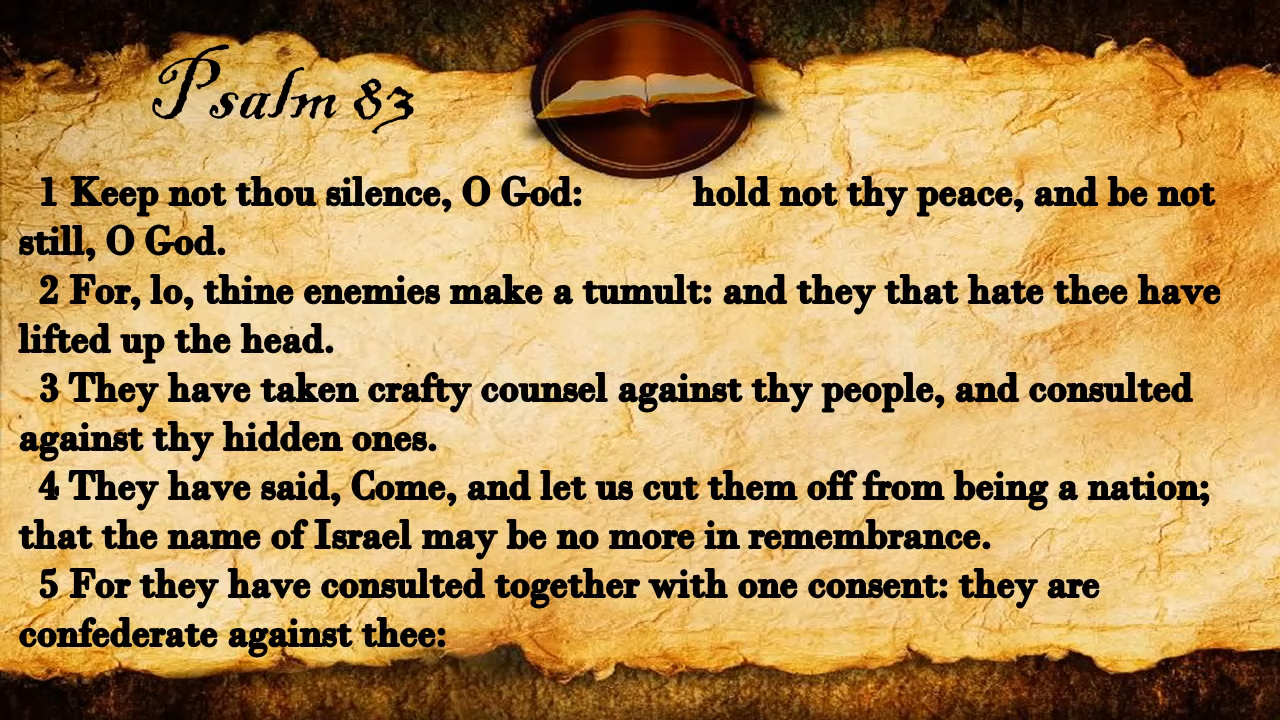 Psalm 83
1 Keep not thou silence, O God: hold not thy peace, and be not
still, O God.
2 For, lo, thine enemies make a tumult: and they that hate thee have
lifted up the head.
3 They have taken crafty counsel against thy people, and consulted
against thy hidden ones.
4 They have said, Come, and let us cut them off from being a nation;
that the name of Israel may be no more in remembrance.
5 For they have consulted together with one consent: they are
confederate against thee: